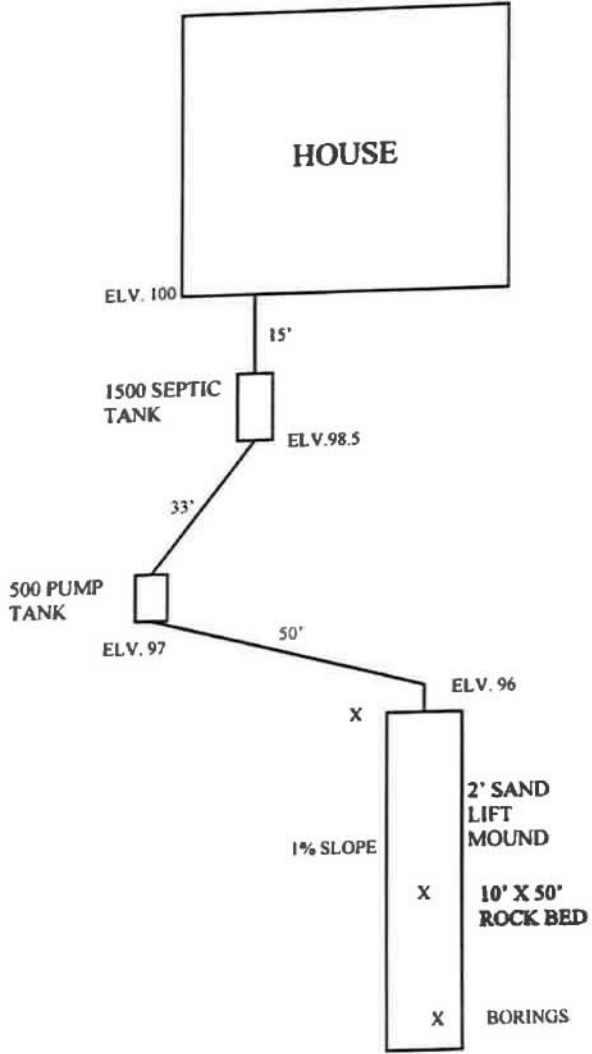 HOUSE
ELV. 100
15'
1500 SEPTIC
TANK
ELV.98.5
33'
500 PUMP
TANK
ELV. 97
50'
ELV. 96
X
2' SAND
LIFT
MOUND
1% SLOPE
X
10' X 50'
ROCK BED
X
BORINGS